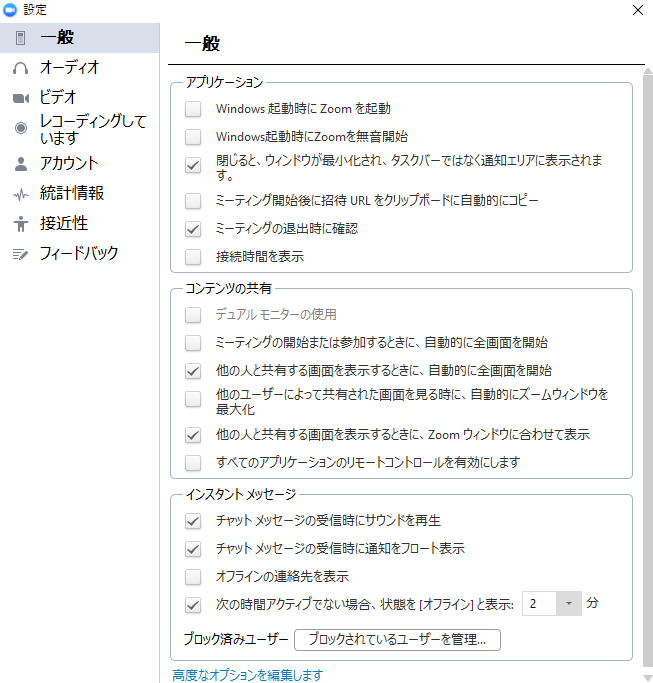 設定
一般
オーディオ
ビデオ
レコーディングして
います
アカウント
統計情報
接近性
フィードバック
一般
アプリケーション
Windows 起動時に Zoom を起動
Windows起動時にZoomを無音開始
閉じると、ウィンドウが最小化され、タスクバーではなく通知エリアに表示されま
す。
ミーティング開始後に招待 URL をクリップボードに自動的にコピー
ミーティングの退出時に確認
接続時間を表示
コンテンツの共有
デュアル モニターの使用
ミーティングの開始または参加するときに、自動的に全画面を開始
他の人と共有する画面を表示するときに、自動的に全画面を開始
他のユーザーによって共有された画面を見る時に、自動的にズームウィンドウを
最大化
他の人と共有する画面を表示するときに、Zoom ウィンドウに合わせて表示
すべてのアプリケーションのリモートコントロールを有効にします
インスタント メッセージ
チャット メッセージの受信時にサウンドを再生
チャット メッセージの受信時に通知をフロート表示
オフラインの連絡先を表示
次の時間アクティブでない場合、状態を [オフライン] と表示: 2 分
ブロック済みユーザー ブロックされているユーザーを管理...
高度なオプションを編集します